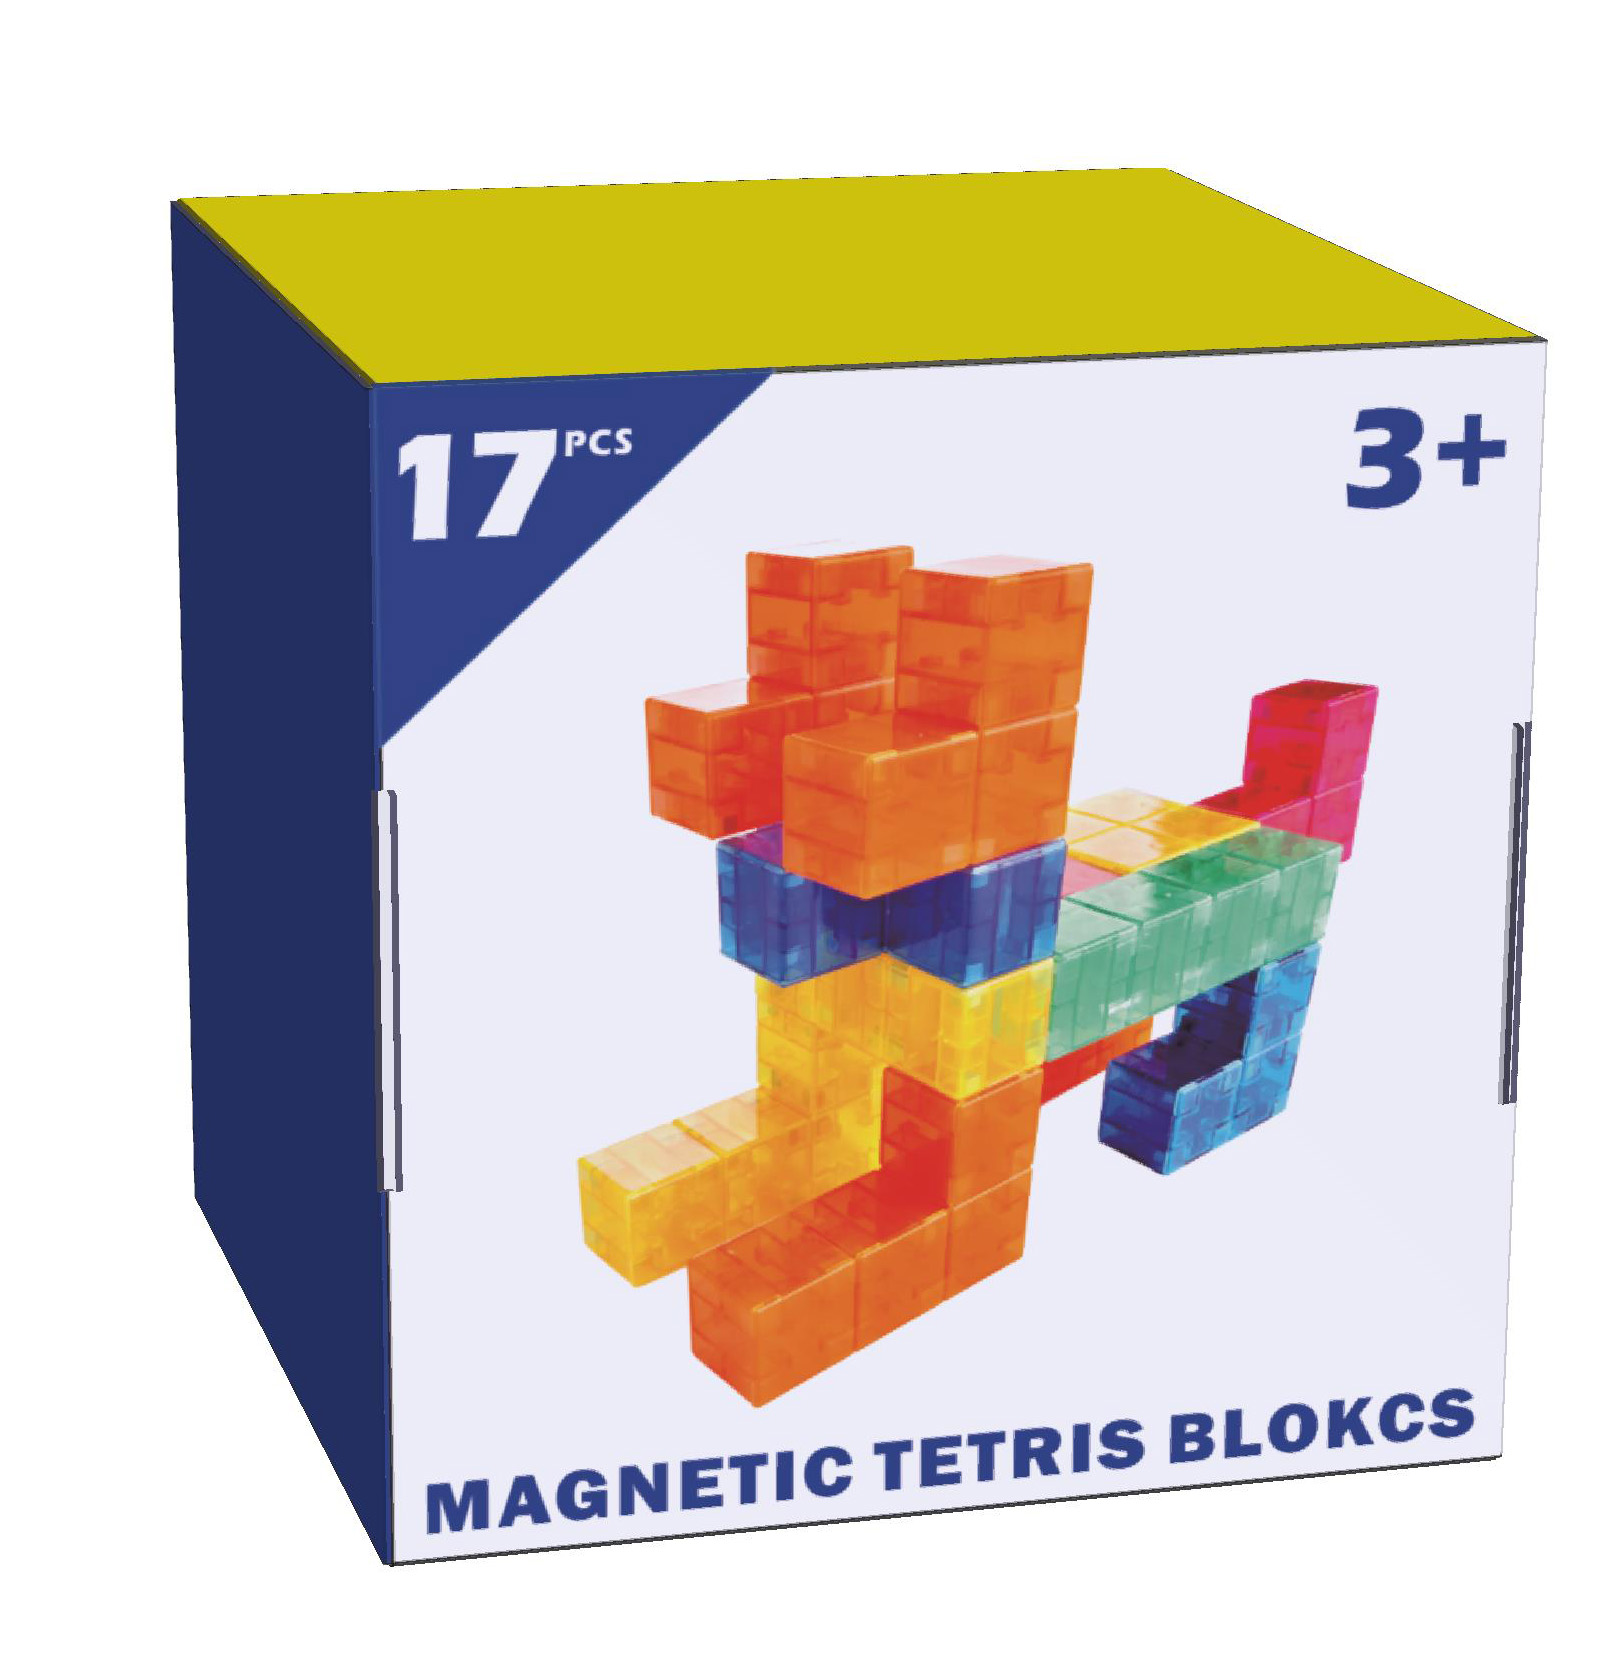 17 PCS
3+
MAGNETIC TETRIS BLOKCS